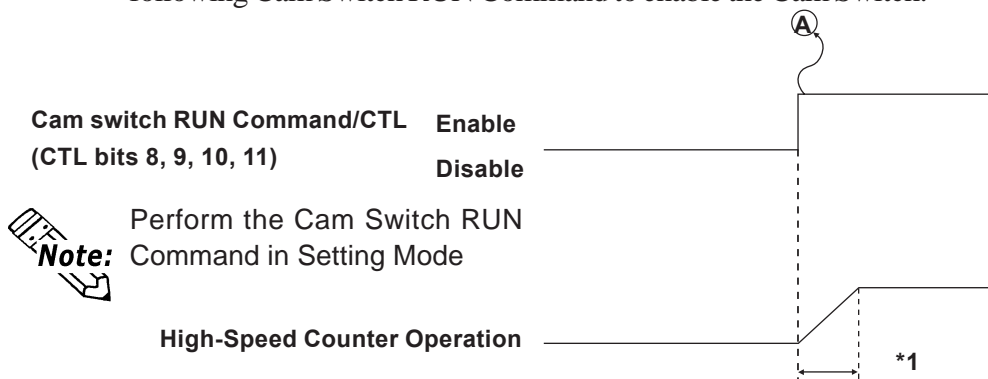 following Cam Switch RUN Command to enable the Cam Switch.
A
Cam switch RUN Command/CTL
(CTL bits 8, 9, 10, 11)
Enable
Disable
Perform the Cam Switch RUN
Note: Command in Setting Mode
High-Speed Counter Operation
*1